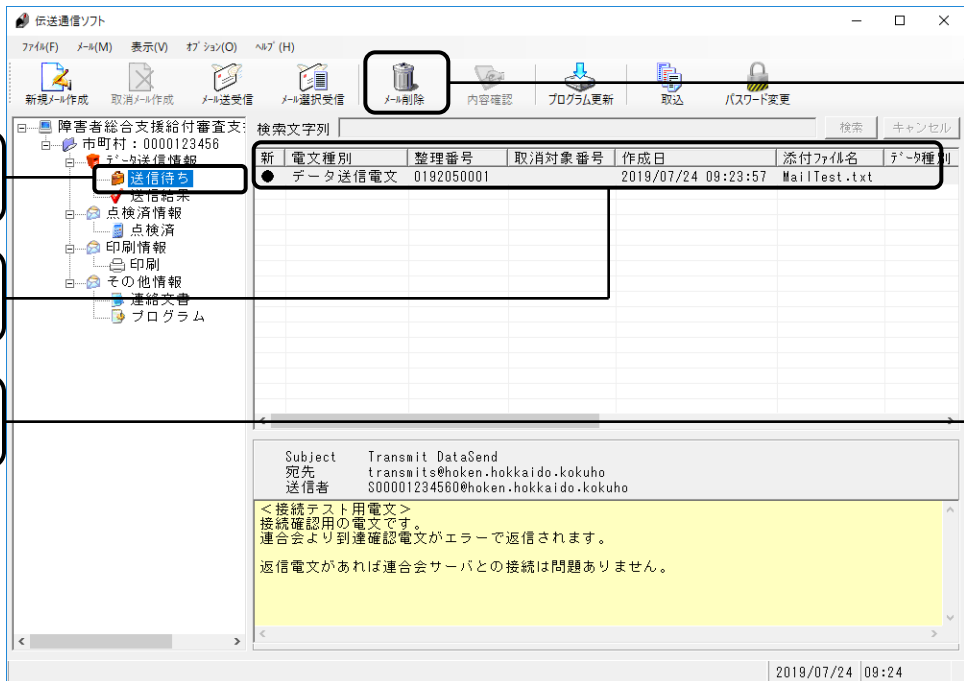 伝送通信ソフト
ﾌｧｲﾙ(F) ﾒｰﾙ(M) 表示(V) ｵﾌﾟｼｮﾝ(O) ﾍﾙﾌﾟ(H)
新規ﾒｰﾙ作成 取消ﾒｰﾙ作成 ﾒｰﾙ送受信 ﾒｰﾙ選択受信 ﾒｰﾙ削除 内容確認 ﾌﾟﾛｸﾞﾗﾑ更新 取込 ﾊﾟｽﾜｰﾄﾞ変更
障害者総合支援給付審査支
市町村：0000123456
ﾃﾞｰﾀ送信情報
送信待ち
送信結果
点検済情報
点検済
印刷情報
印刷
その他情報
連絡文書
プログラム
検索文字列 検索 キャンセル
新 電文種別 整理番号 取消対象番号 作成日 添付ﾌｧｲﾙ名 ﾃﾞｰﾀ種別
● データ送信電文 0192050001 2019/07/24 09:23:57 MailTest.txt
Subject Transmit DataSend
宛先 transmits@hoken.hokkaido.kokuho
送信者 S00001234560@hoken.hokkaido.kokuho
＜接続テスト用電文＞
接続確認用の電文です。
連合会より到達確認電文がエラーで返信されます。
返信電文があれば連合会サーバとの接続は問題ありません。
2019/07/24 09:24